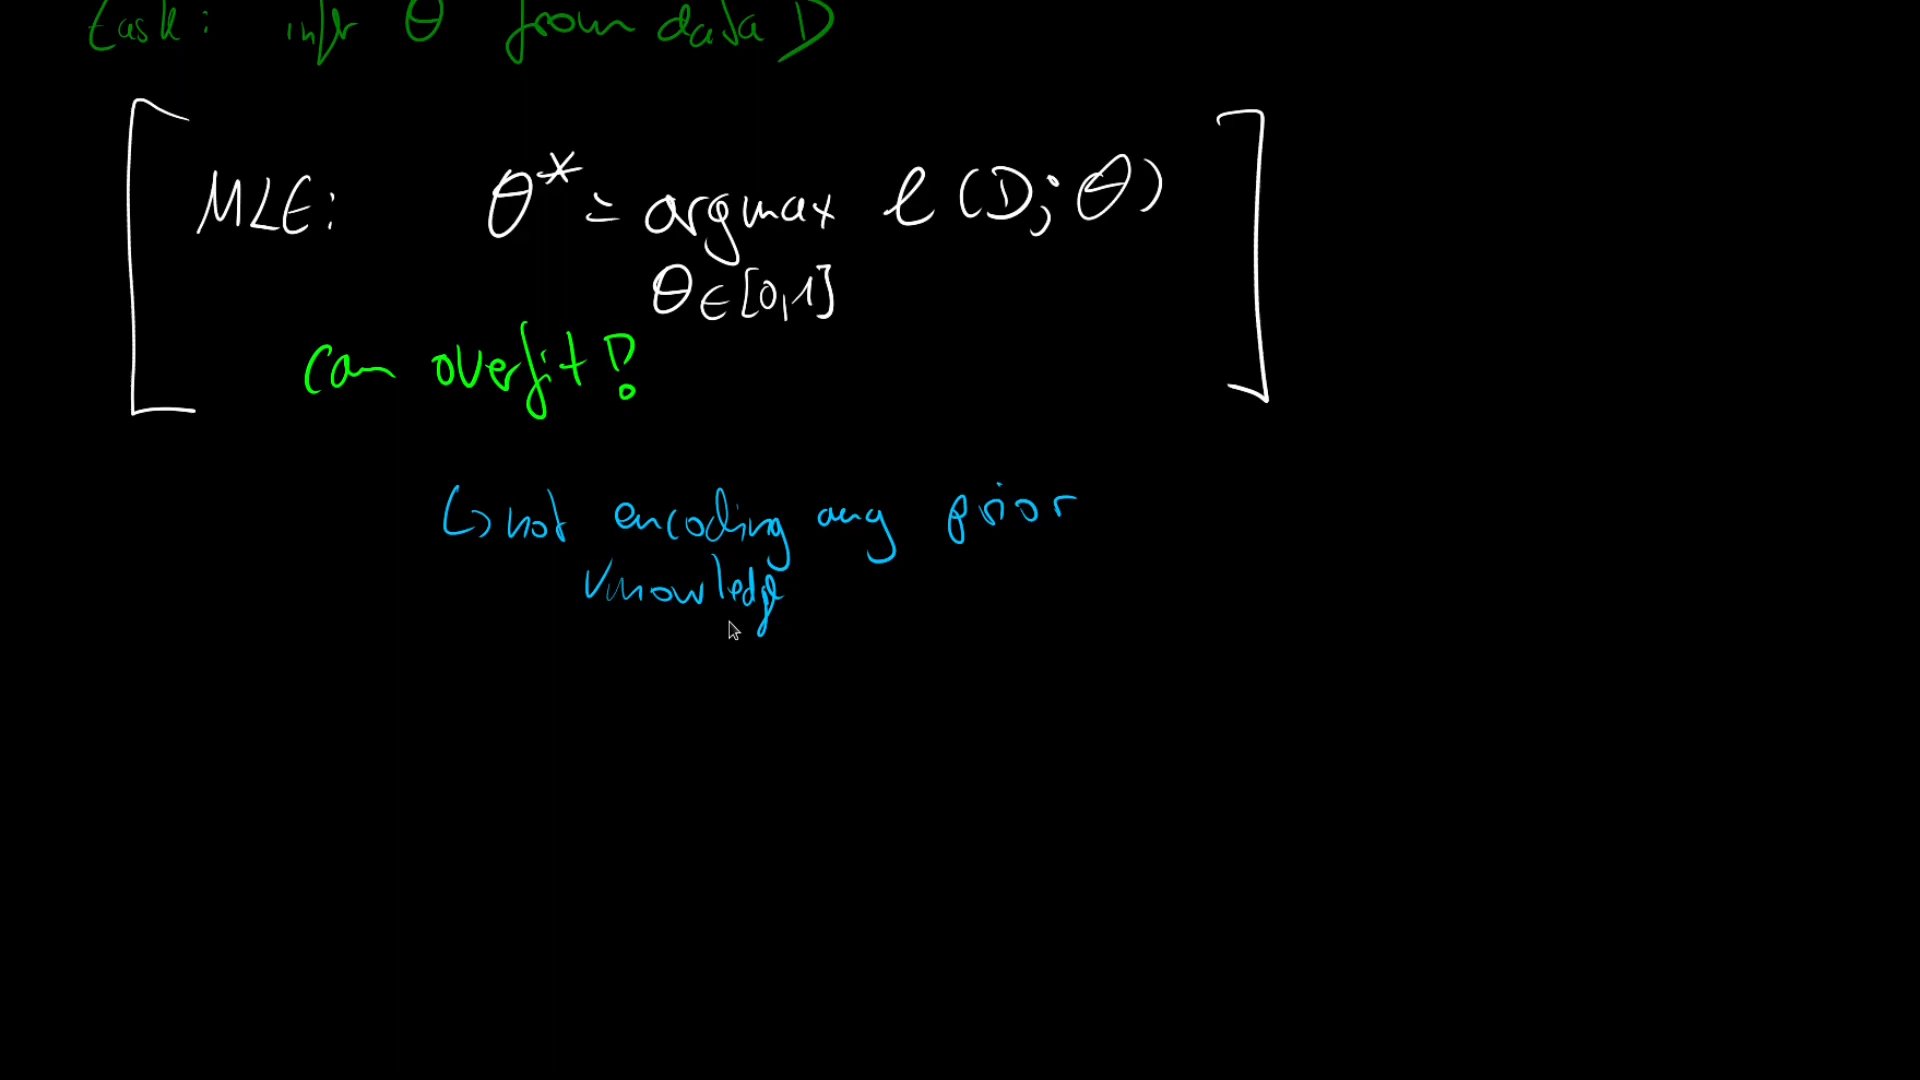 task: infer θ from data D
MLE: θ* = argmax ℓ(D; θ)
θ∈[0,1]
can overfit!
↳ not encoding any prior
knowledge